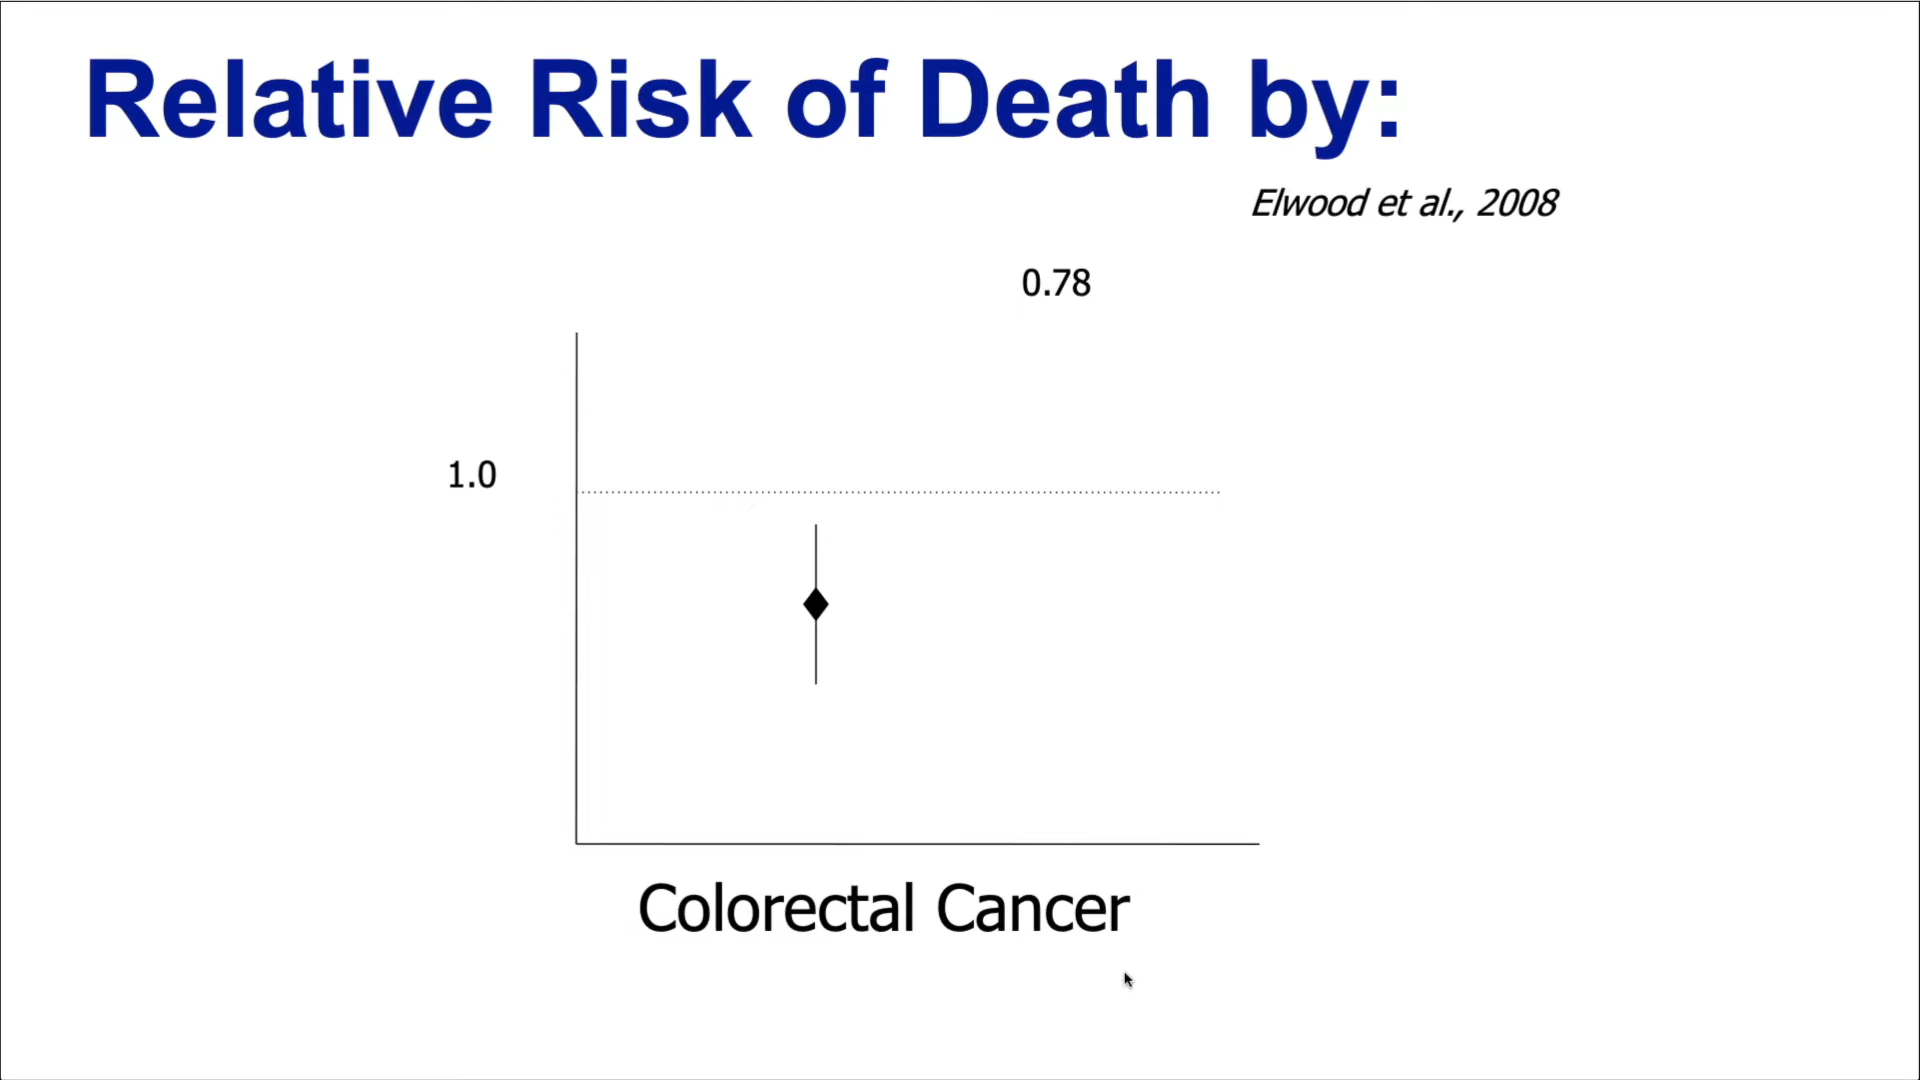 Relative Risk of Death by:
Elwood et al., 2008
0.78
1.0
Colorectal Cancer